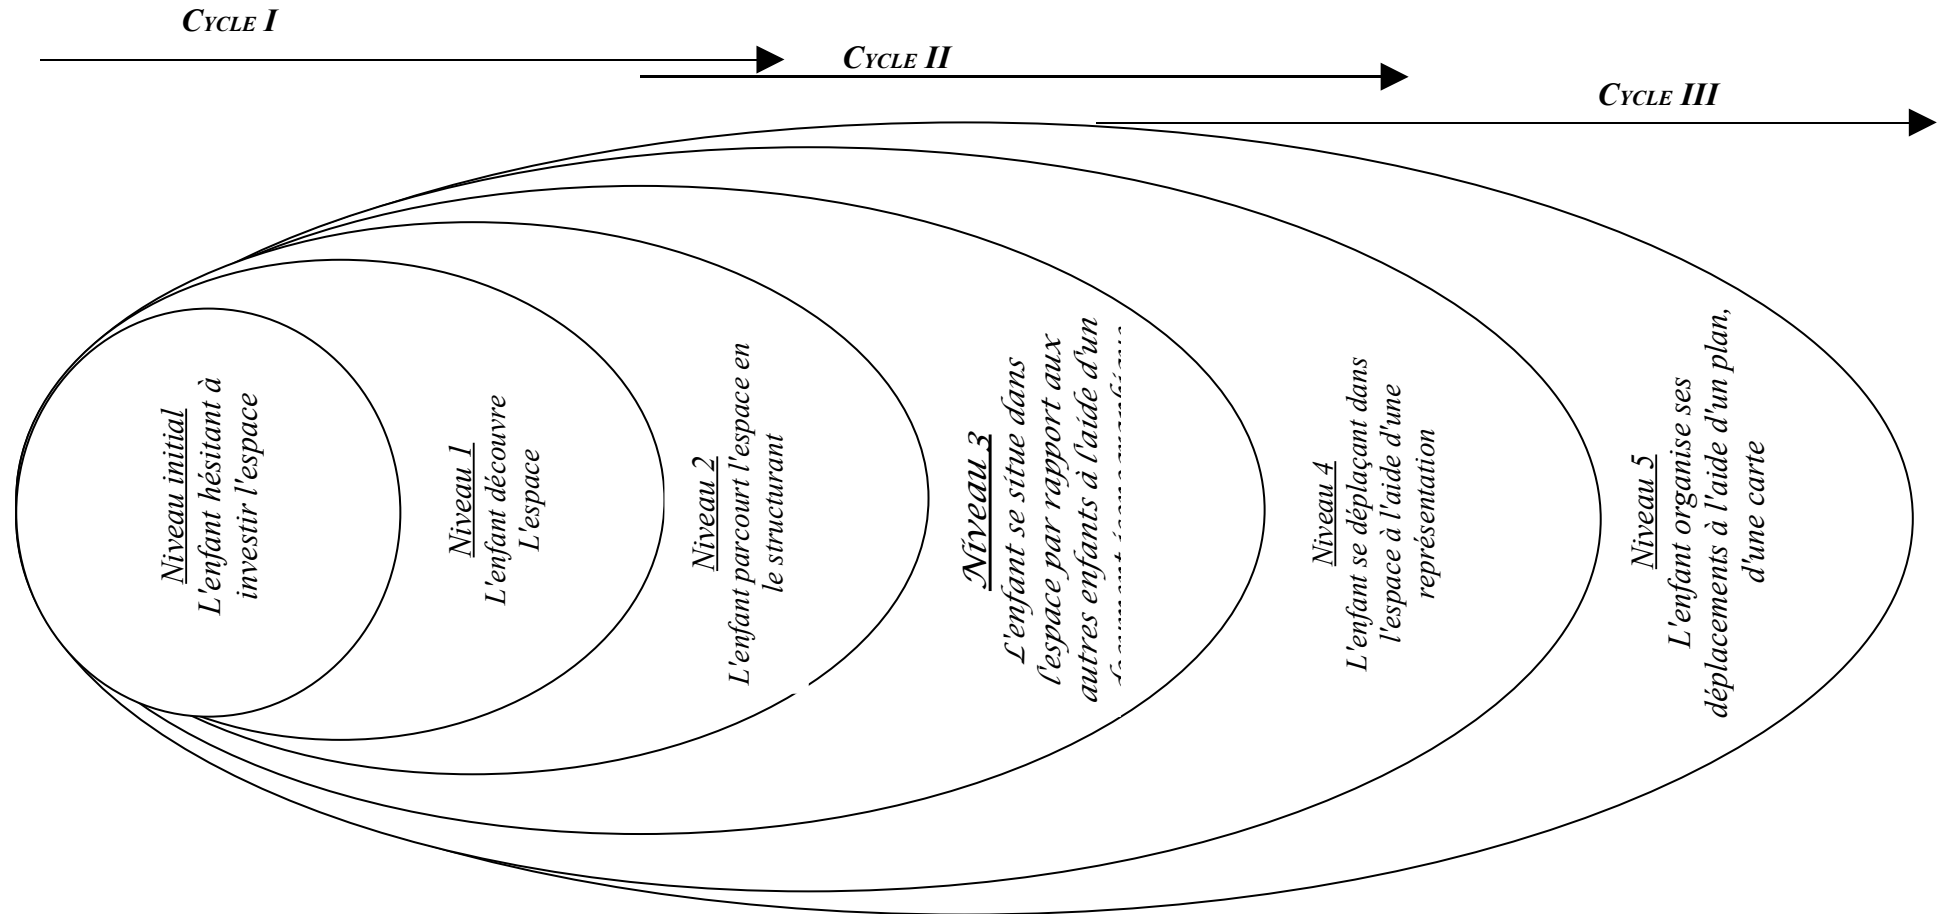 CYCLE I
CYCLE II
CYCLE III
Niveau initial
L'enfant hésitant à
investir l'espace
Niveau 1
L'enfant découvre
L'espace
Niveau 2
L'enfant parcourt l'espace en
le structurant
Niveau 3
L'enfant se situe dans
l'espace par rapport aux
autres enfants à l'aide d'un
Niveau 4
L'enfant se déplaçant dans
l'espace à l'aide d'une
représentation
Niveau 5
L'enfant organise ses
déplacements à l'aide d'un plan,
d'une carte